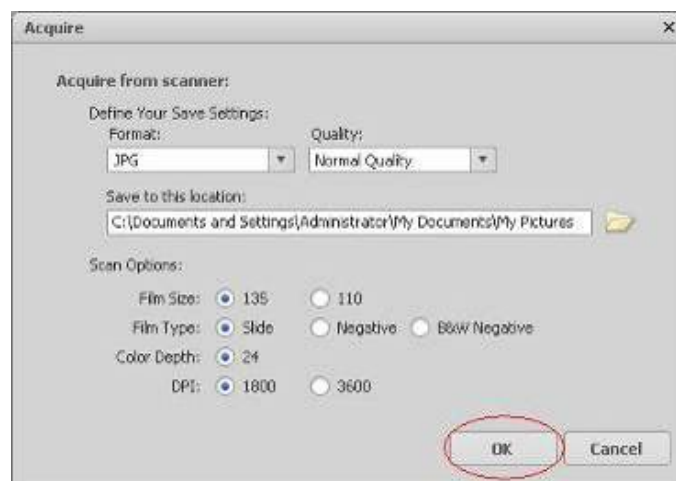 Acquire
Acquire from scanner:
Define Your Save Settings:
Format: Quality:
JPG Normal Quality
Save to this location:
C:\Documents and Settings\Administrator\My Documents\My Pictures
Scan Options:
Film Size: 135 110
Film Type: Slide Negative B&W Negative
Color Depth: 24
DPI: 1800 3600
OK Cancel